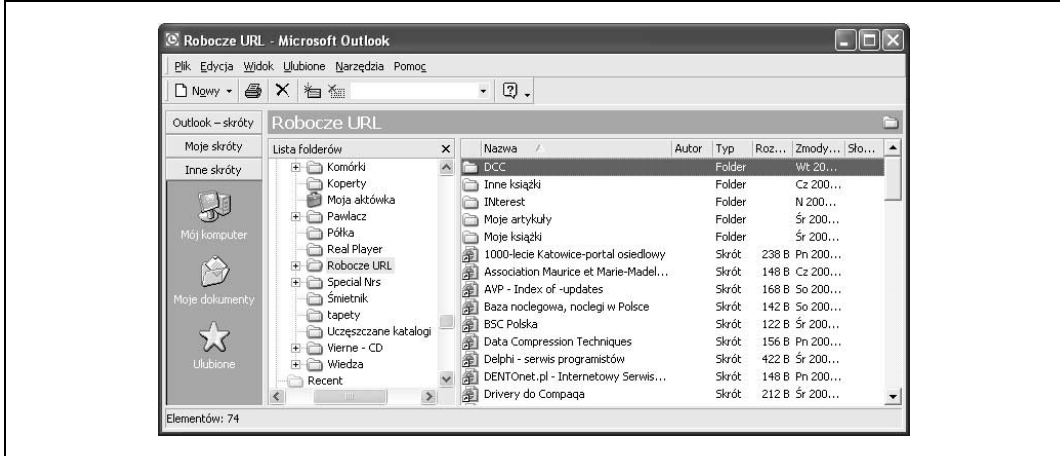 Robocze URL - Microsoft Outlook
Plik Edycja Widok Ulubione Narzędzia Pomoc
Nowy
Outlook – skróty
Robocze URL
Moje skróty
Inne skróty
Mój komputer
Moje dokumenty
Ulubione
Lista folderów
Komórki
Koperty
Moja aktówka
Pawlacz
Półka
Real Player
Robocze URL
Special Nrs
Śmietnik
tapety
Uczęszczane katalogi
Vierne - CD
Wiedza
Recent
Nazwa Autor Typ Roz... Zmody... Sło...
DCC Folder Wt 20...
Inne książki Folder Cz 200...
INterest Folder N 200...
Moje artykuły Folder Śr 200...
Moje książki Folder Śr 200...
1000-lecie Katowice-portal osiedlowy Skrót 238 B Pn 200...
Association Maurice et Marie-Madel... Skrót 148 B Cz 200...
AVP - Index of -updates Skrót 168 B So 200...
Baza noclegowa, noclegi w Polsce Skrót 142 B So 200...
BSC Polska Skrót 122 B Śr 200...
Data Compression Techniques Skrót 156 B Pn 200...
Delphi - serwis programistów Skrót 422 B Śr 200...
DENTOnet.pl - Internetowy Serwis... Skrót 148 B Pn 200...
Drivery do Compaqa Skrót 212 B Śr 200...
Elementów: 74